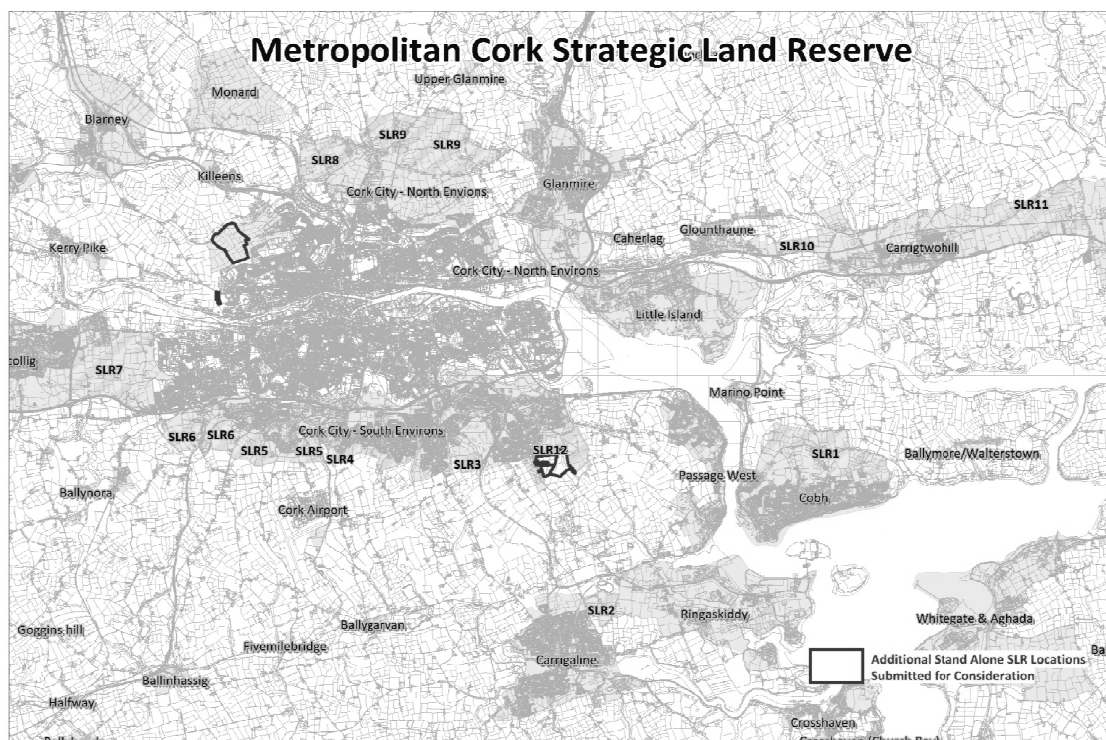 Metropolitan Cork Strategic Land Reserve
Upper Glanmire
Monard
Blarney
SLR9
SLR9
SLR8
Killeens
Cork City - North Envions
Glanmire
SLR11
Kerry Pike
Caherlag
Glounthaune
SLR10
Carrigtwohill
Cork City - North Environs
Little Island
collig
SLR7
Marino Point
SLR6
SLR6
Cork City - South Environs
SLR5
SLR5
SLR4
SLR3
SLR12
SLR1
Ballymore/Walterstown
Passage West
Ballynora
Cobh
Cork Airport
SLR2
Ringaskiddy
Whitegate & Aghada
Goggins hill
Ballygarvan
Fivemilebridge
Ba
Carrigaline
Additional Stand Alone SLR Locations
Submitted for Consideration
Ballinhassig
Halfway
Crosshaven